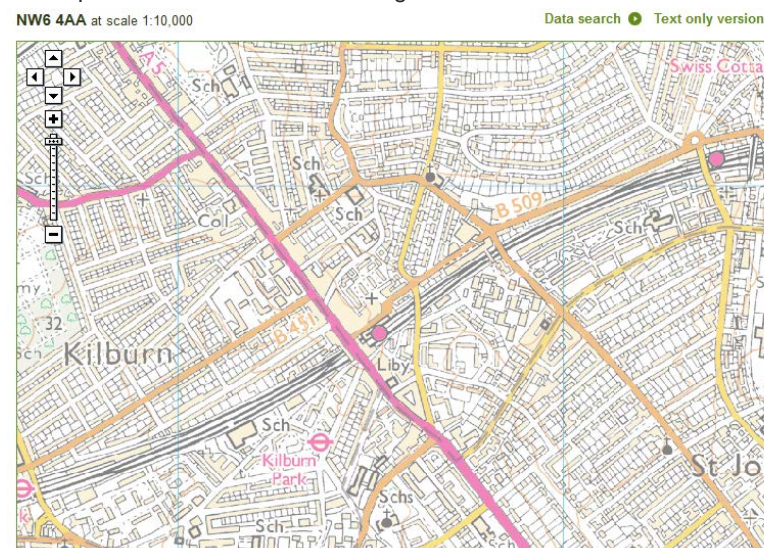 NW6 4AA at scale 1:10,000
Data search Text only version
A5
Sch
Swiss Cotta
Sch
Sch
Col
B 509
Sch
my
32
Sch
B 451
Kilburn
Liby
Sch
Kilburn
Park
St Jo
k
Schs
Sch